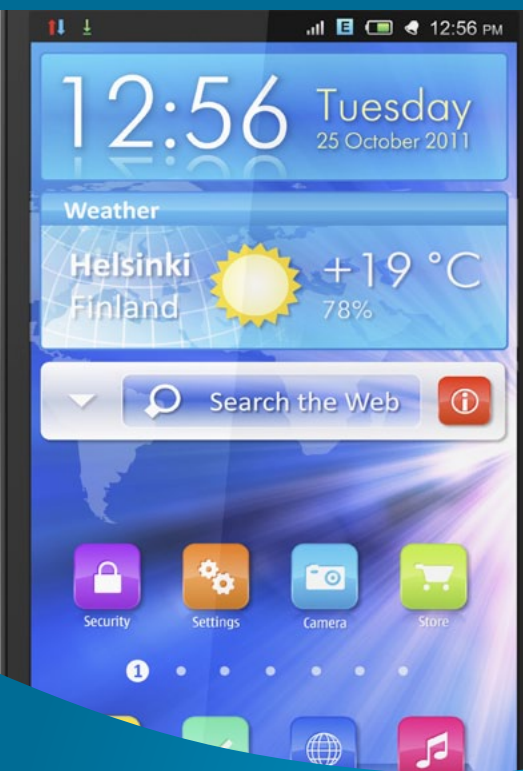 E 12:56 PM
12:56
Tuesday
25 October 2011
Weather
Helsinki
Finland
+19 °C
78%
Search the Web
Security Settings Camera Store
1